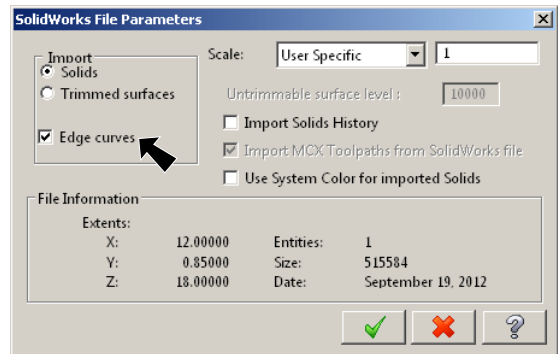 SolidWorks File Parameters
Import
Solids
Trimmed surfaces
Edge curves
Scale: User Specific 1
Untrimmable surface level : 10000
Import Solids History
Import MCX Toolpaths from SolidWorks file
Use System Color for imported Solids
File Information
Extents:
X: 12.00000 Entities: 1
Y: 0.85000 Size: 515584
Z: 18.00000 Date: September 19, 2012